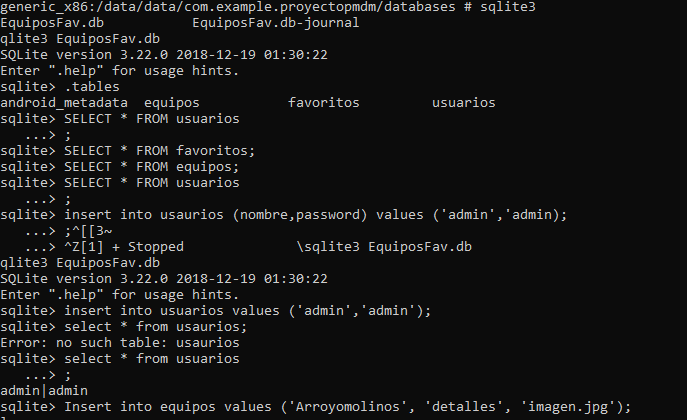 generic_x86:/data/data/com.example.proyectopmdm/databases # sqlite3
EquiposFav.db           EquiposFav.db-journal
qlite3 EquiposFav.db
SQLite version 3.22.0 2018-12-19 01:30:22
Enter ".help" for usage hints.
sqlite> .tables
android_metadata  equipos           favoritos         usuarios
sqlite> SELECT * FROM usuarios
   ...> ;
sqlite> SELECT * FROM favoritos;
sqlite> SELECT * FROM equipos;
sqlite> SELECT * FROM usuarios
   ...> ;
sqlite> insert into usaurios (nombre,password) values ('admin','admin);
   ...> ;^[[3~
   ...> ^Z[1] + Stopped              \sqlite3 EquiposFav.db
qlite3 EquiposFav.db
SQLite version 3.22.0 2018-12-19 01:30:22
Enter ".help" for usage hints.
sqlite> insert into usuarios values ('admin','admin');
sqlite> select * from usaurios;
Error: no such table: usaurios
sqlite> select * from usuarios
   ...> ;
admin|admin
sqlite> Insert into equipos values ('Arroyomolinos', 'detalles', 'imagen.jpg');